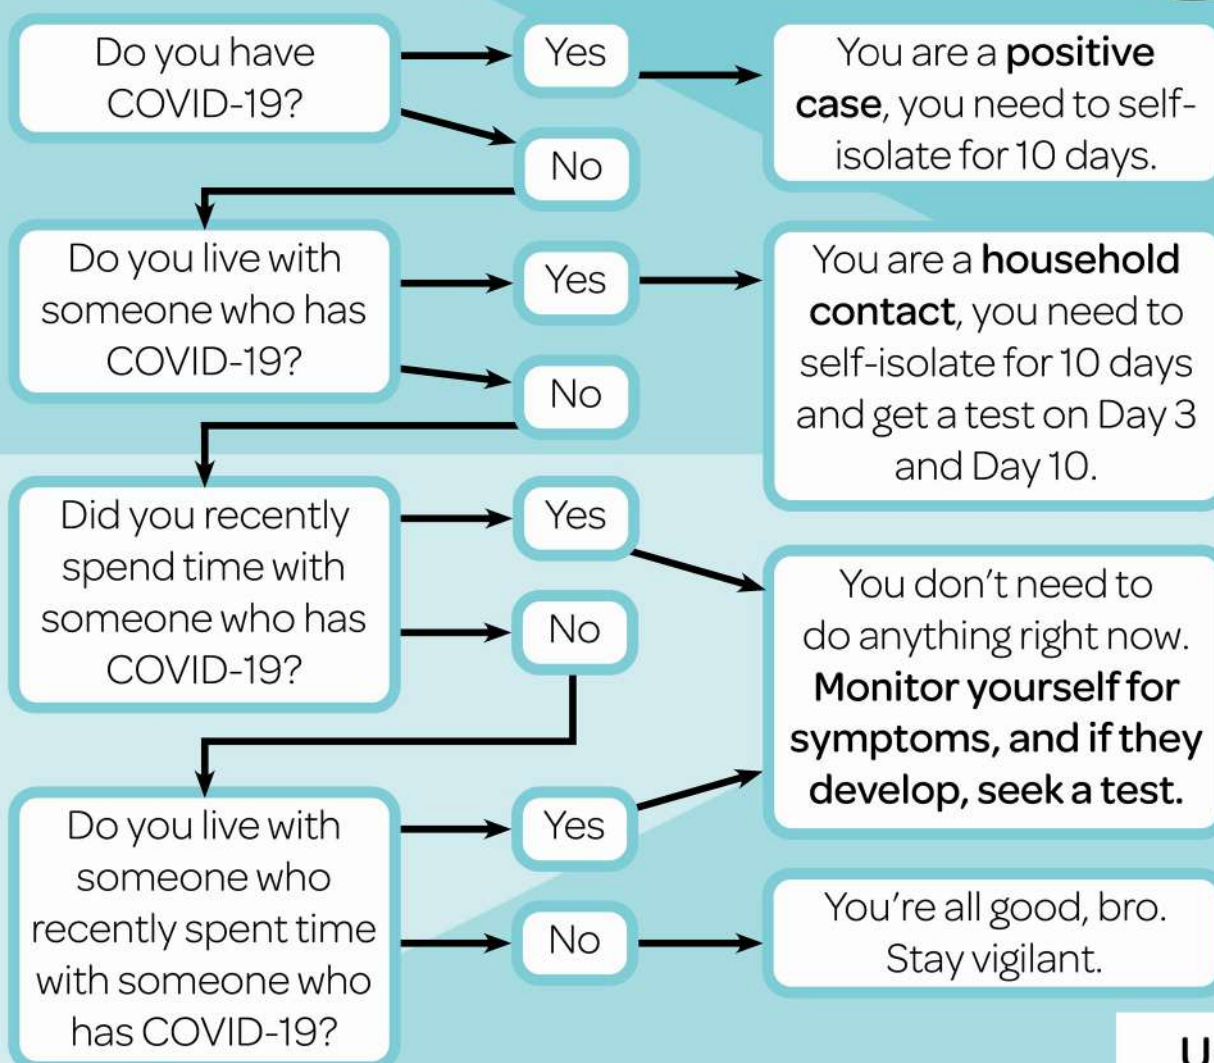 Do you have
COVID-19?
Yes
No
You are a positive
case, you need to self-
isolate for 10 days.
Do you live with
someone who has
COVID-19?
Yes
No
You are a household
contact, you need to
self-isolate for 10 days
and get a test on Day 3
and Day 10.
Did you recently
spend time with
someone who has
COVID-19?
Yes
No
You don't need to
do anything right now.
Monitor yourself for
symptoms, and if they
develop, seek a test.
Do you live with
someone who
recently spent time
with someone who
has COVID-19?
Yes
No
You're all good, bro.
Stay vigilant.